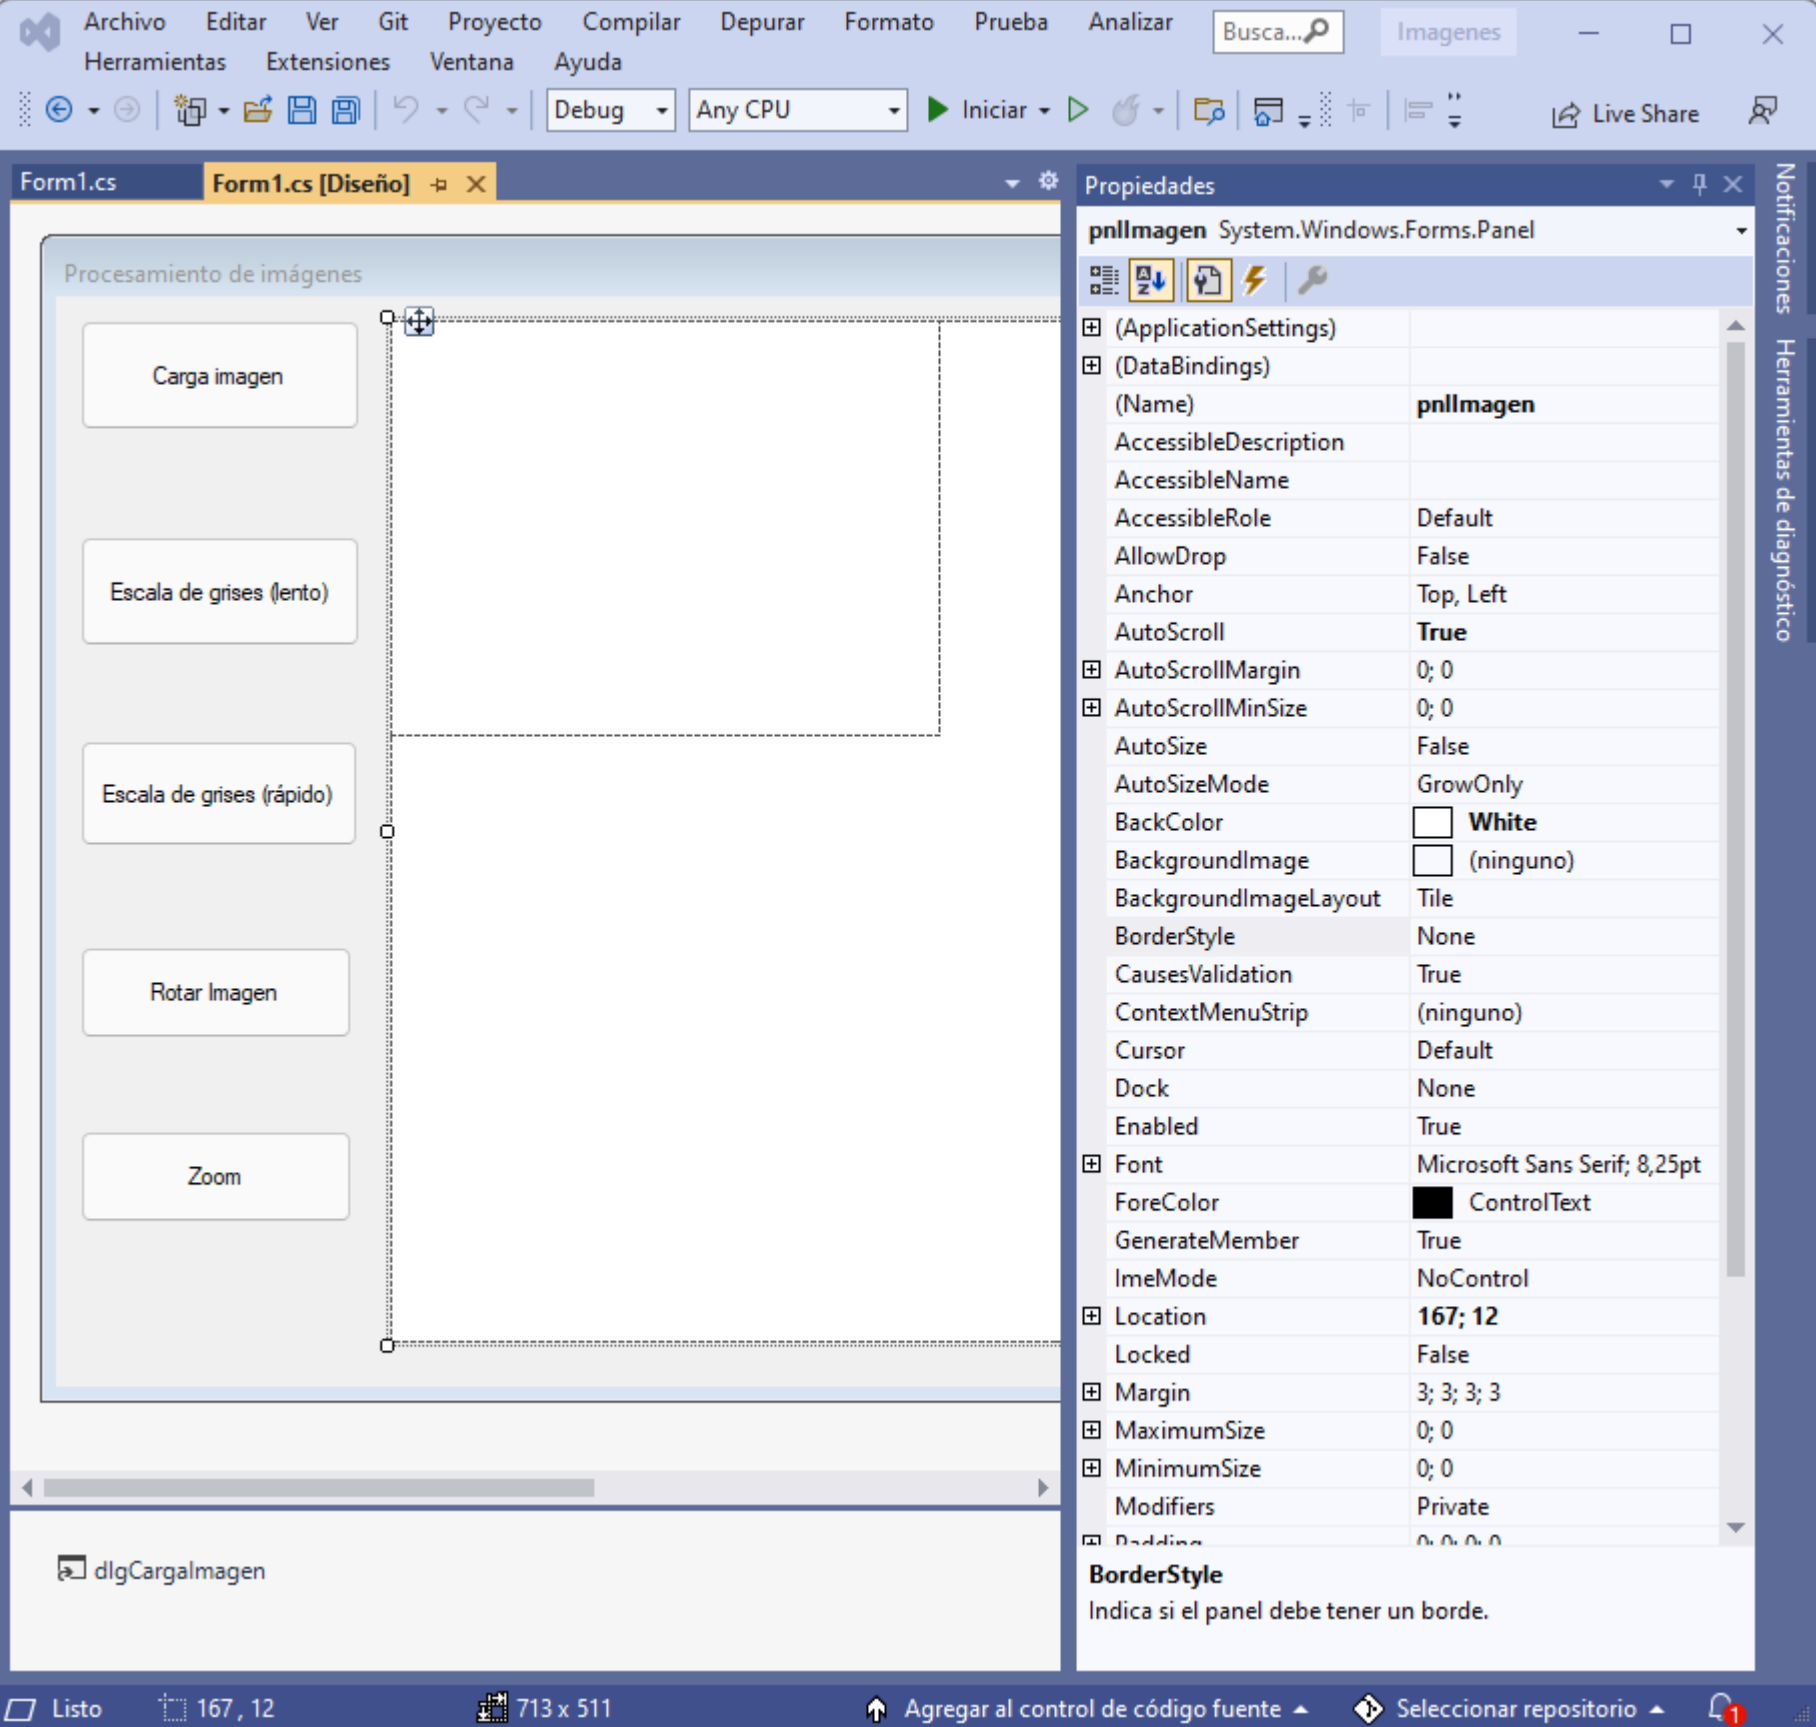 Archivo Editar Ver Git Proyecto Compilar Depurar Formato Prueba Analizar Busca... Imagenes
Herramientas Extensiones Ventana Ayuda
Debug Any CPU Iniciar Live Share
Form1.cs Form1.cs [Diseño]
Procesamiento de imágenes
Carga imagen
Escala de grises (lento)
Escala de grises (rápido)
Rotar Imagen
Zoom
dlgCargaImagen
Propiedades
pnlImagen System.Windows.Forms.Panel
(ApplicationSettings)
(DataBindings)
(Name) pnlImagen
AccessibleDescription
AccessibleName
AccessibleRole Default
AllowDrop False
Anchor Top, Left
AutoScroll True
AutoScrollMargin 0; 0
AutoScrollMinSize 0; 0
AutoSize False
AutoSizeMode GrowOnly
BackColor White
BackgroundImage (ninguno)
BackgroundImageLayout Tile
BorderStyle None
CausesValidation True
ContextMenuStrip (ninguno)
Cursor Default
Dock None
Enabled True
Font Microsoft Sans Serif; 8,25pt
ForeColor ControlText
GenerateMember True
ImeMode NoControl
Location 167; 12
Locked False
Margin 3; 3; 3; 3
MaximumSize 0; 0
MinimumSize 0; 0
Modifiers Private
Padding 0; 0; 0; 0
BorderStyle
Indica si el panel debe tener un borde.
Notificaciones
Herramientas de diagnóstico
Listo 167 , 12 713 x 511 Agregar al control de código fuente Seleccionar repositorio 1